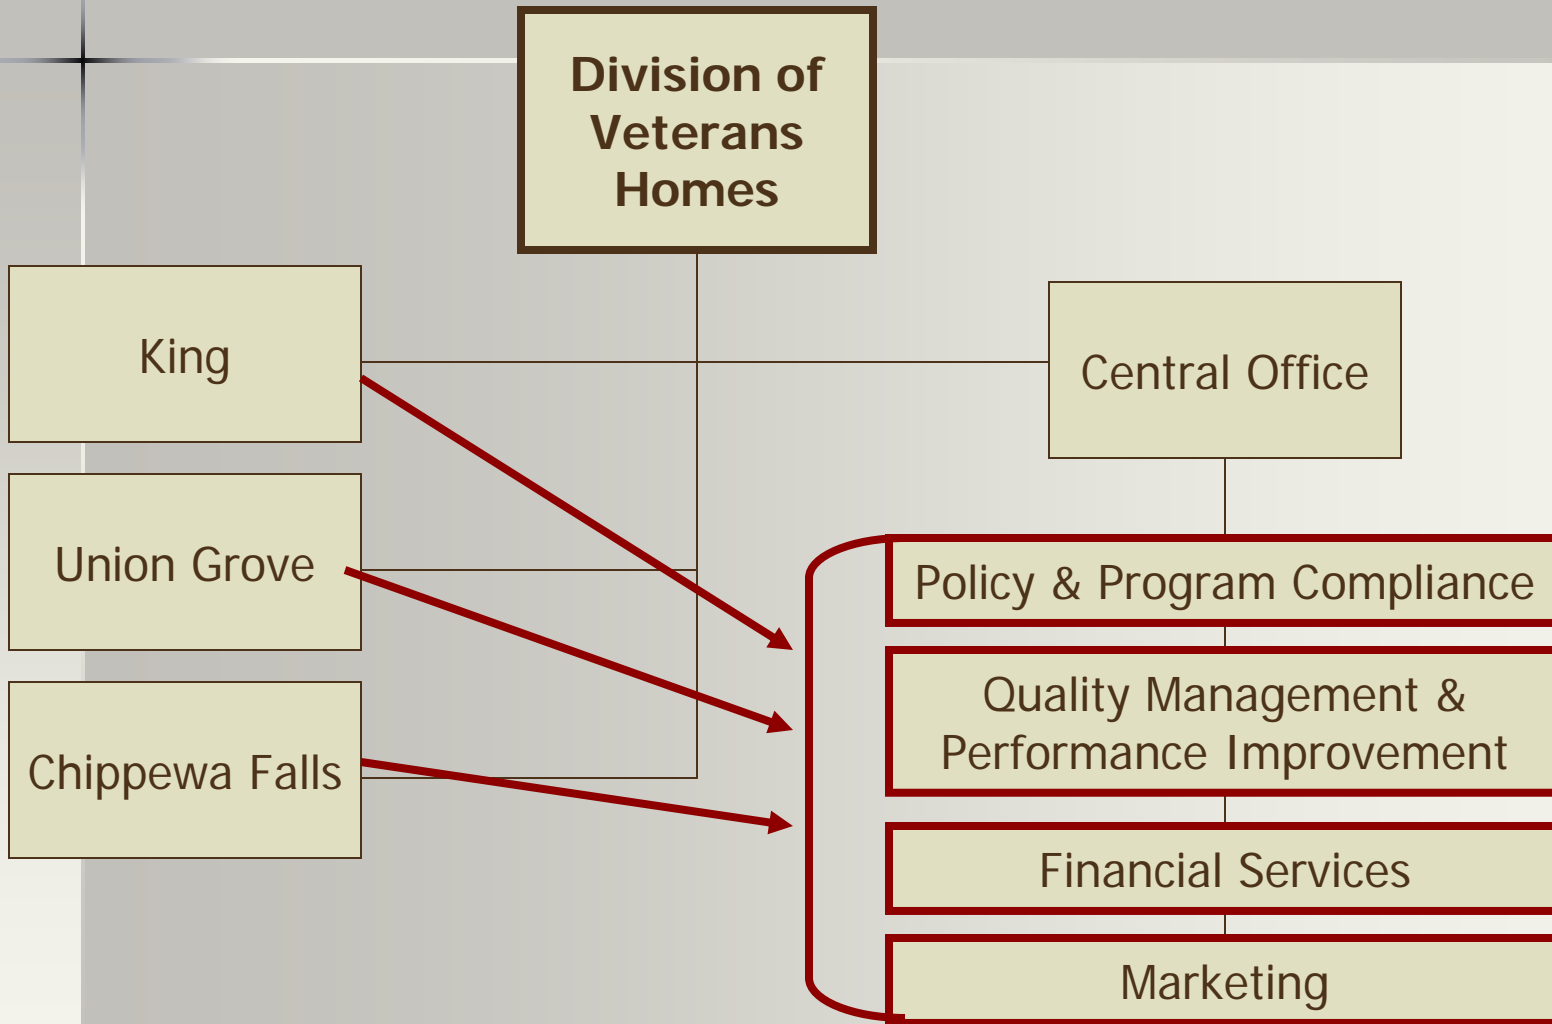 Division of
Veterans
Homes
King
Central Office
Union Grove
Chippewa Falls
Policy & Program Compliance
Quality Management &
Performance Improvement
Financial Services
Marketing